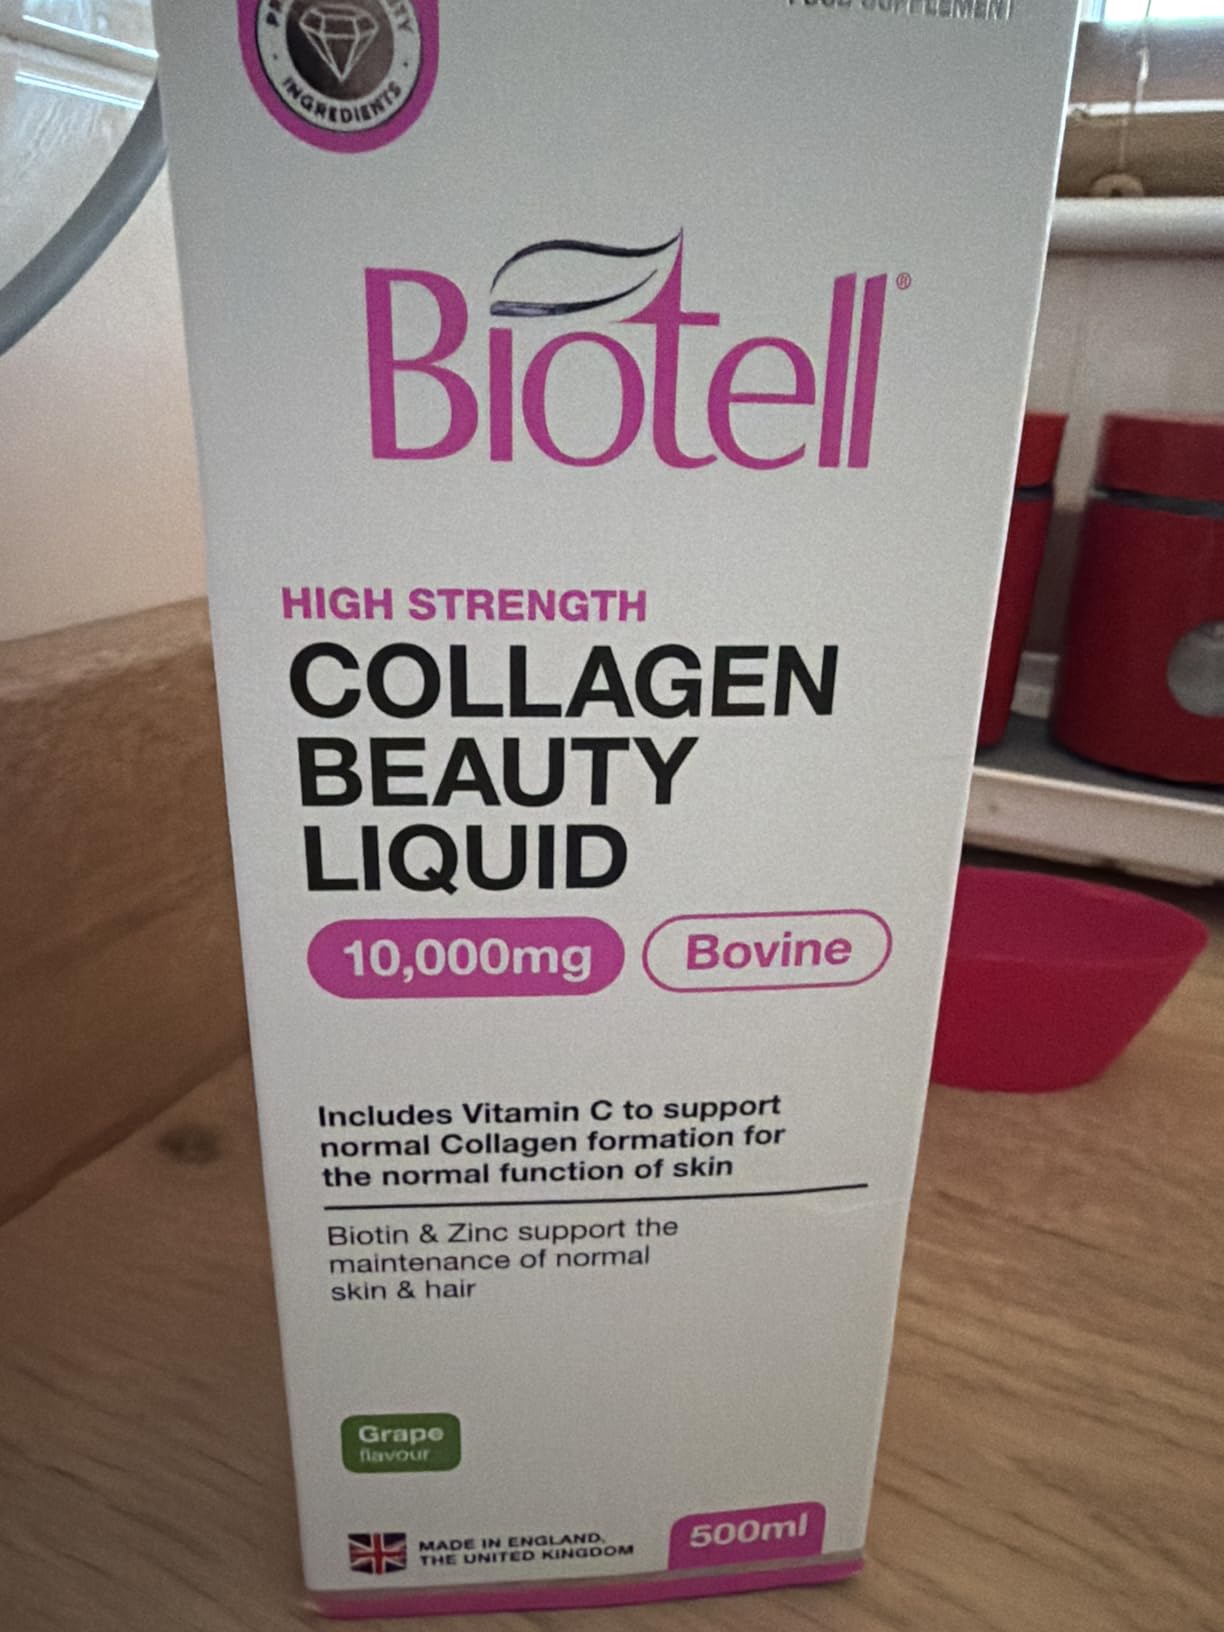 INGREDIENTS
FOOD SUPPLEMENT
Biotell®
HIGH STRENGTH
COLLAGEN
BEAUTY
LIQUID
10,000mg Bovine
Includes Vitamin C to support
normal Collagen formation for
the normal function of skin
Biotin & Zinc support the
maintenance of normal
skin & hair
Grape
flavour
MADE IN ENGLAND,
THE UNITED KINGDOM
500ml